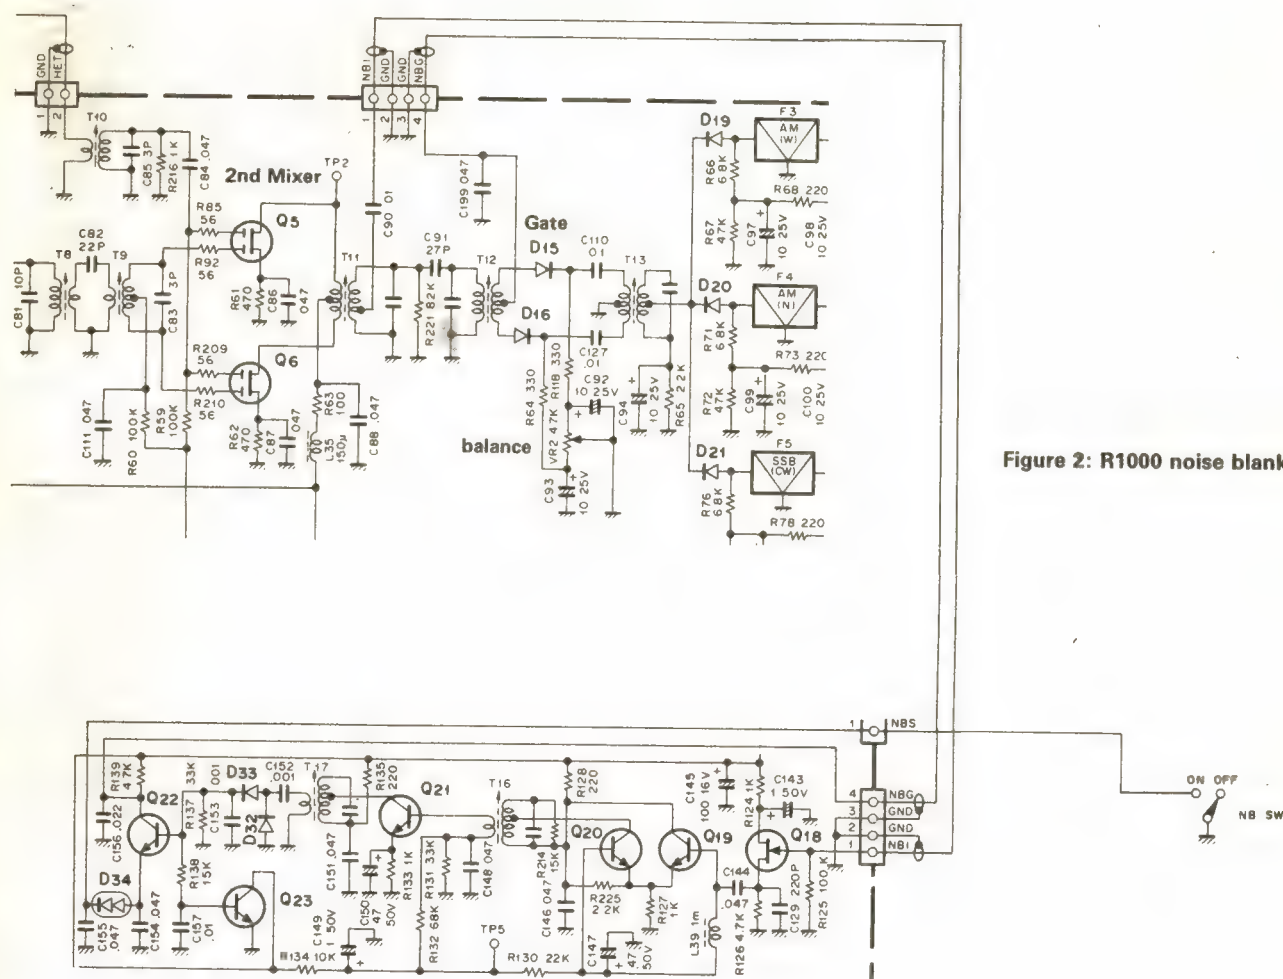 GND
HET
1
2
T10
C85 3P
R216 1K
C84 .047
NB1
GND
GND
NBG
1
2
3
4
2nd Mixer
TP2
R85
56
Q5
R92
56
C82
22P
T8
T9
C81 10P
C83 3P
R61
470
C86
.047
R209
56
Q6
R210
56
C111 .047
R60 100K
R59
100K
R62
470
C87
.047
R63
100
L35
150µ
C88 .047
C90 .01
T11
C91
27P
R221 8.2K
C199 .047
T12
Gate
D15
D16
C110
.01
C127
.01
T13
R64 330
R118 330
C92
10 25V
VR2 4.7K
balance
C93
10 25V
C94
10 25V
R65 2.2K
D19
F3
AM
(W)
R66
6.8K
R68 220
R67
47K
C97
10 25V
C98
10 25V
D20
F4
AM
(N)
R71
6.8K
R73 220
R72
47K
C99
10 25V
C100
10 25V
D21
F5
SSB
(CW)
R76
6.8K
R78 220
Figure 2: R1000 noise blank
1
NBS
ON OFF
NB SW
4
NBG
3
GND
2
GND
1
NB1
R139
4.7K
33K
R137
.001
C153
D33
C152
.001
T17
R135
220
Q21
T16
R128
220
C145
100 16V
R124 1K
C143
1 50V
Q18
Q22
C156 .022
D32
D34
R138
15K
Q23
C155
.047
C154 .047
C157
.01
C151 .047
C150
47
50V
R133 1K
R131 33K
C148 .047
R214
15K
Q20
Q19
R225
2.2K
R127
1K
C144
.047
C129 220P
R125 100K
C149
1 50V
R134 10K
R132 68K
TP5
R130 22K
C146 .047
C147
.47
50V
L39 1m
R126 4.7K